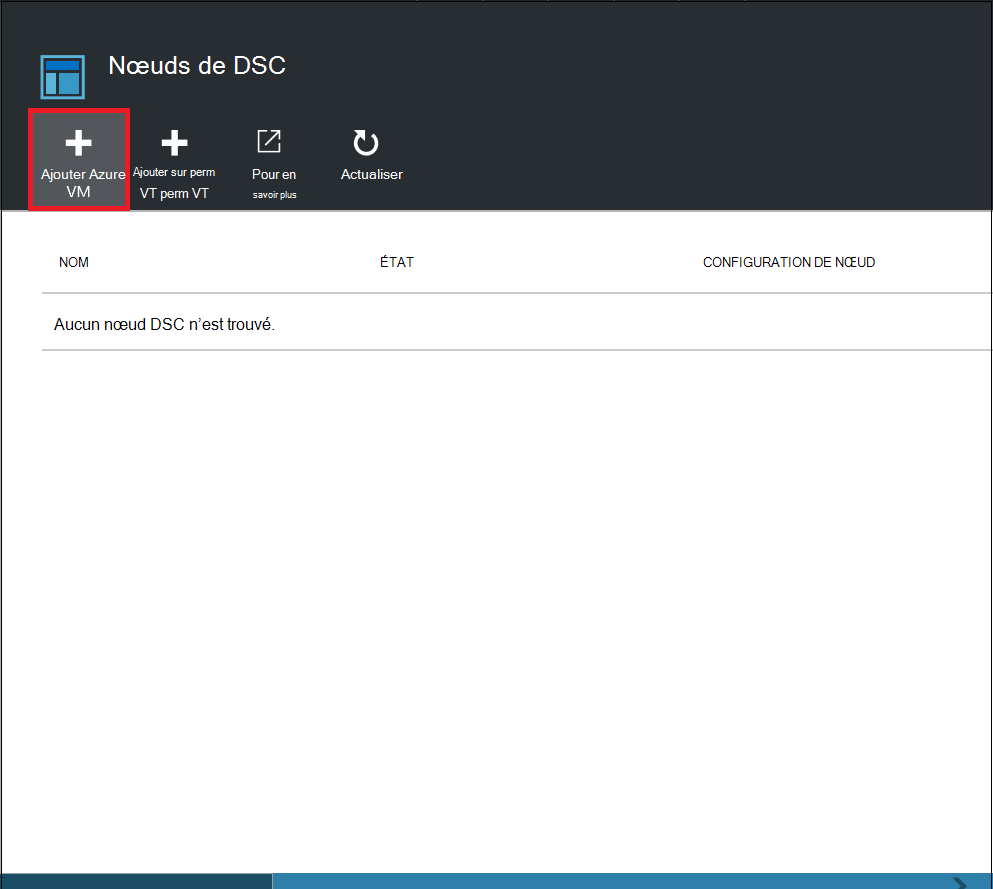 Nœuds de DSC
Ajouter Azure
VM
Ajouter sur perm
VT perm VT
Pour en
savoir plus
Actualiser
NOM
ÉTAT
CONFIGURATION DE NŒUD
Aucun nœud DSC n’est trouvé.